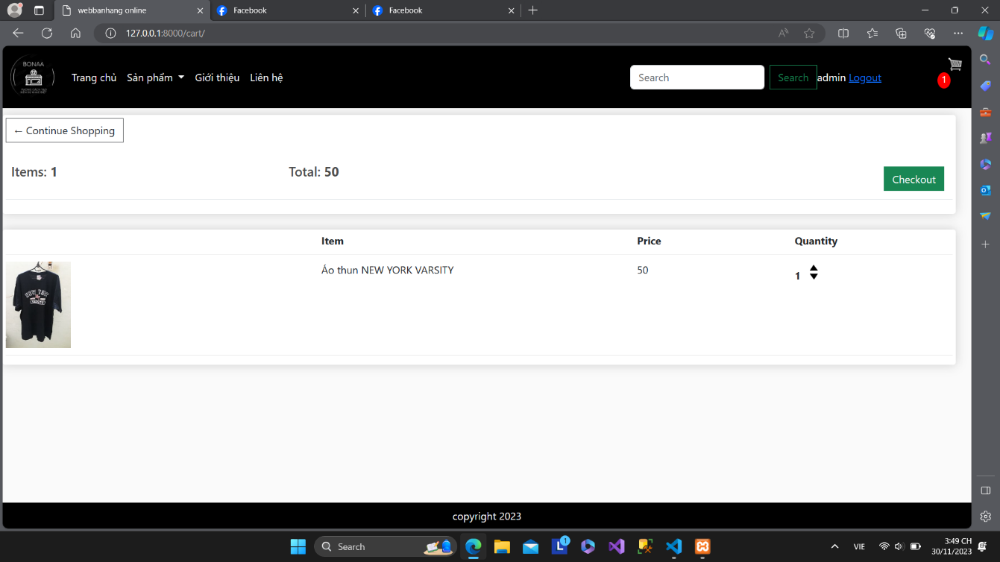 webbanhang online
Facebook
Facebook
127.0.0.1:8000/cart/
BONAA
Trang chủ Sản phẩm Giới thiệu Liên hệ
Search
Search
admin Logout
1
← Continue Shopping
Items: 1
Total: 50
Checkout
Item Price Quantity
Áo thun NEW YORK VARSITY 50 1
NEW YORK
copyright 2023
Search
1
VIE
3:49 CH
30/11/2023